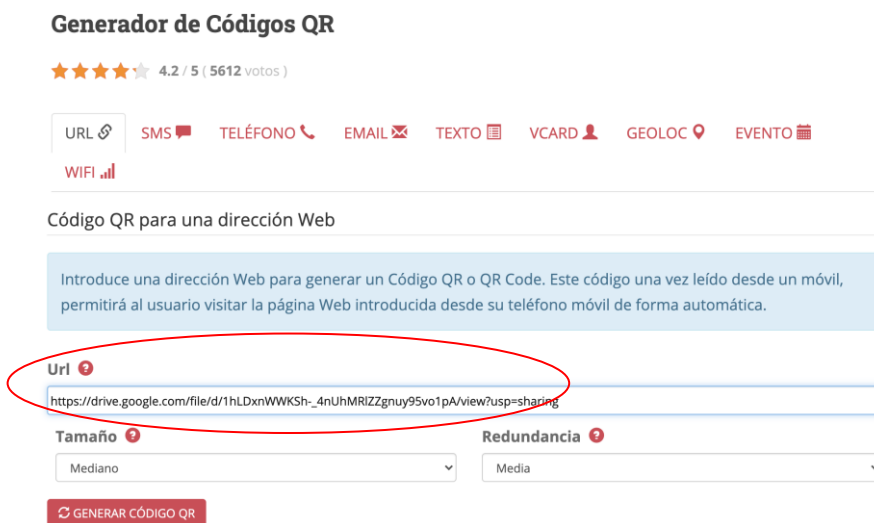 Generador de Códigos QR
4.2 / 5 ( 5612 votos )
URL SMS TELÉFONO EMAIL TEXTO VCARD GEOLOC EVENTO
WIFI
Código QR para una dirección Web
Introduce una dirección Web para generar un Código QR o QR Code. Este código una vez leído desde un móvil,
permitirá al usuario visitar la página Web introducida desde su teléfono móvil de forma automática.
Url ?
https://drive.google.com/file/d/1hLDxnWWKSh-_4nUhMRlZZgnuy95vo1pA/view?usp=sharing
Tamaño ? Redundancia ?
Mediano Media
GENERAR CÓDIGO QR